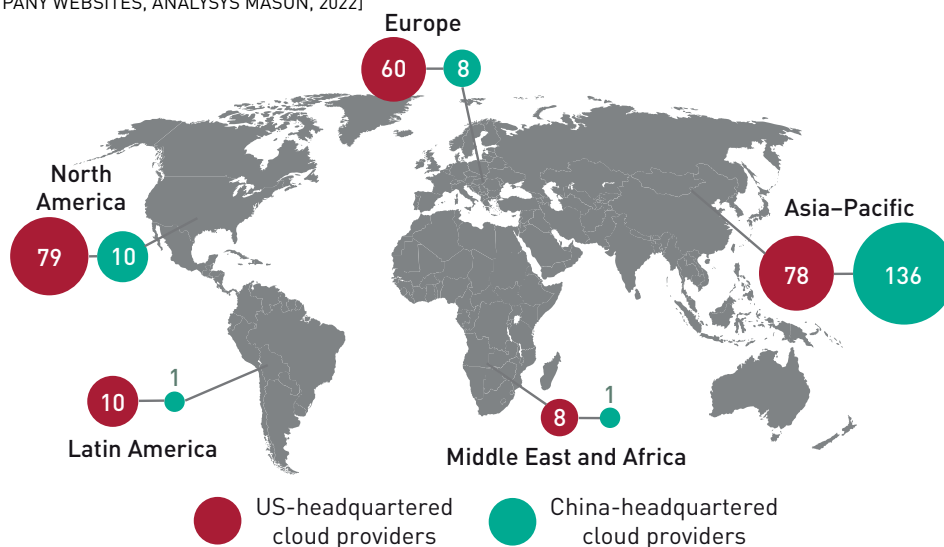 WEBSITES, ANALYSYS MASON, 2022]
Europe
60
8
North
America
79
10
Asia–Pacific
78
136
10
1
Latin America
8
1
Middle East and Africa
US-headquartered
cloud providers
China-headquartered
cloud providers